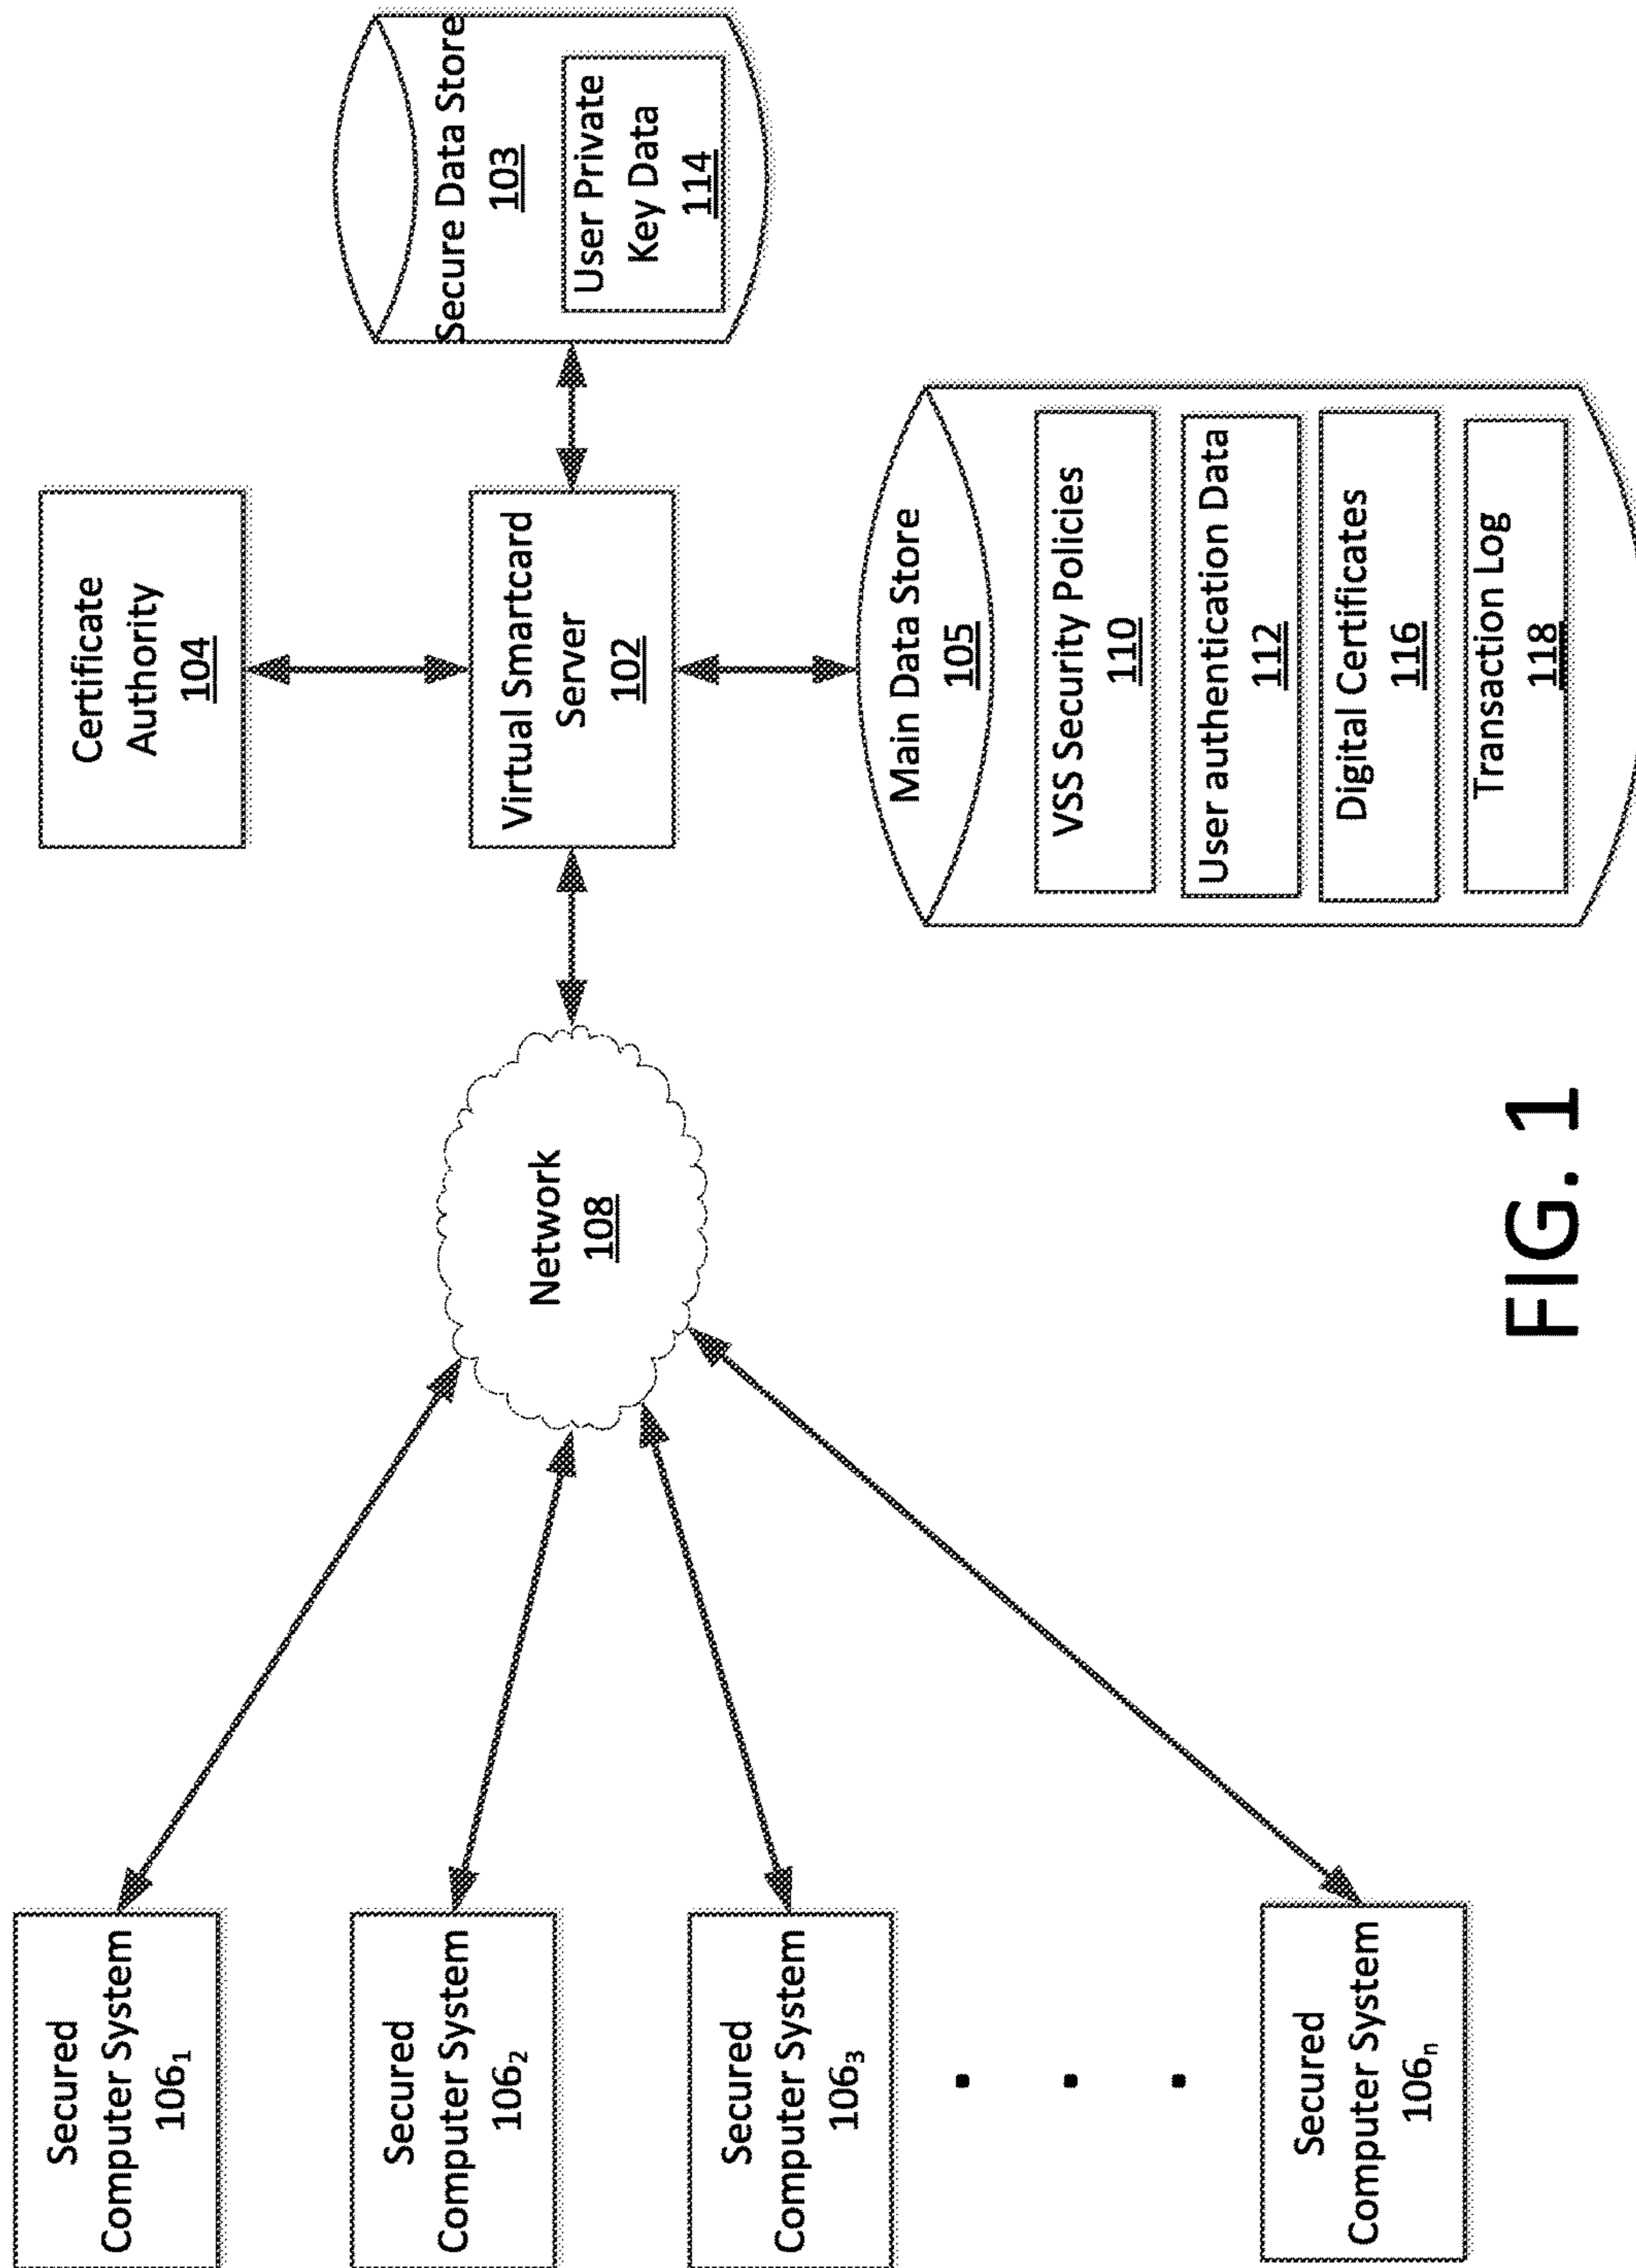 Secured
Computer System
106₁
Secured
Computer System
106₂
Secured
Computer System
106₃
. . .
Secured
Computer System
106ₙ
Network
108
Certificate
Authority
104
Virtual Smartcard
Server
102
Secure Data Store
103
User Private
Key Data
114
Main Data Store
105
VSS Security Policies
110
User authentication Data
112
Digital Certificates
116
Transaction Log
118
FIG. 1